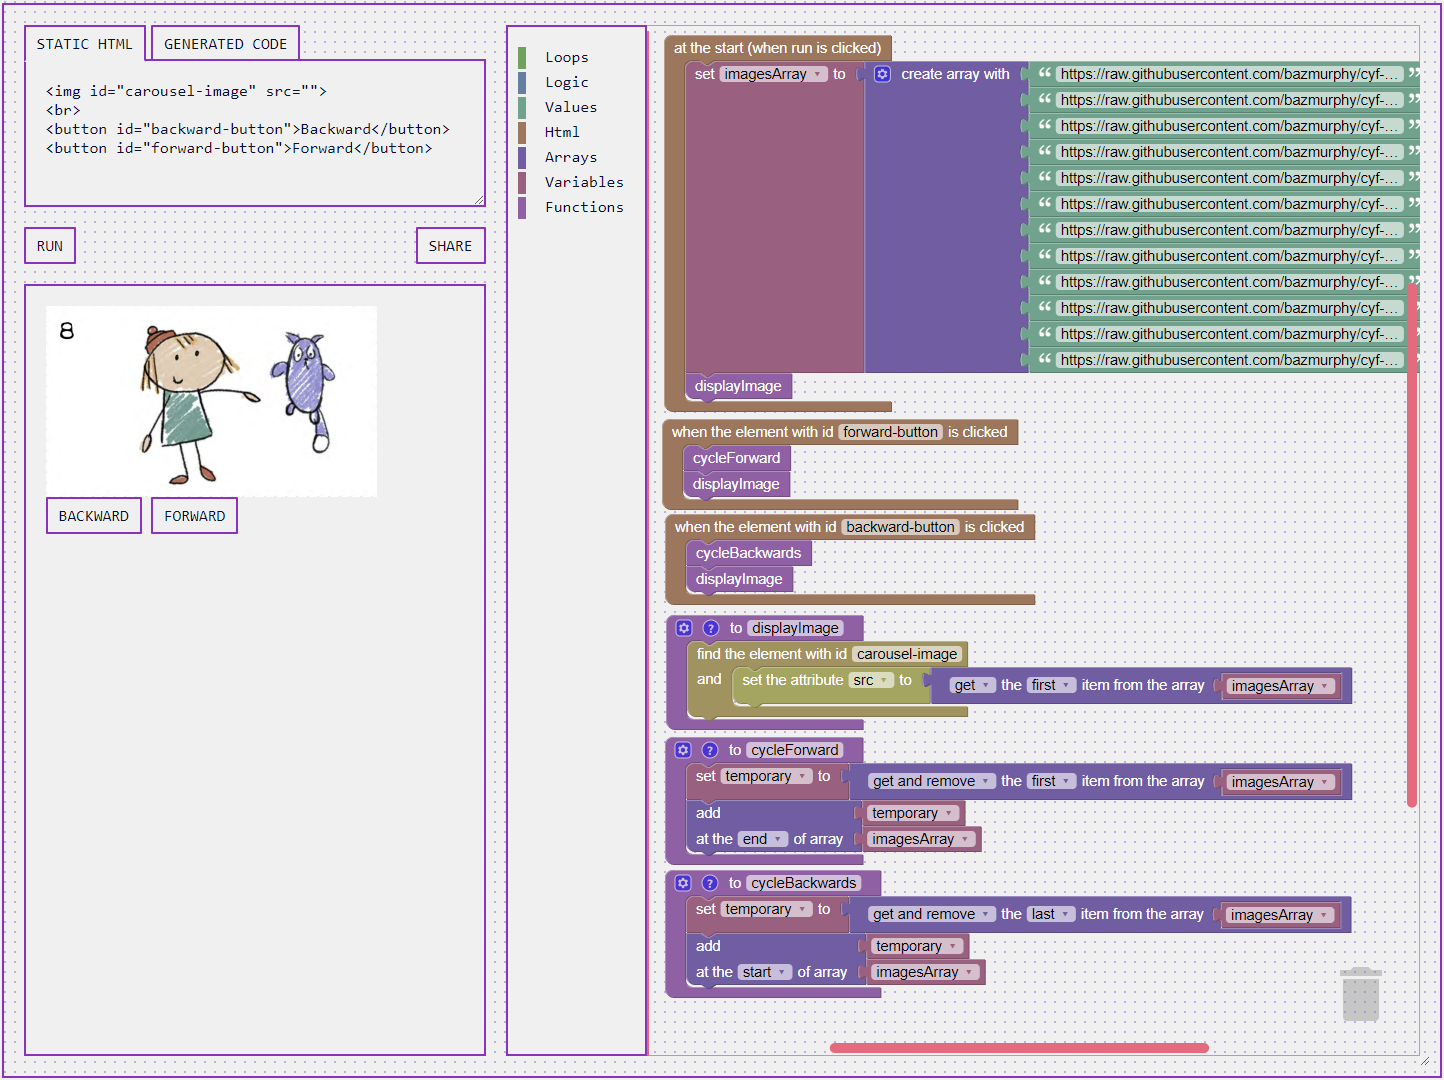 STATIC HTML
GENERATED CODE
<img id="carousel-image" src="">
<br>
<button id="backward-button">Backward</button>
<button id="forward-button">Forward</button>
RUN
SHARE
8
BACKWARD
FORWARD
Loops
Logic
Values
Html
Arrays
Variables
Functions
at the start (when run is clicked)
set imagesArray to create array with “ https://raw.githubusercontent.com/bazmurphy/cyf-... ”
“ https://raw.githubusercontent.com/bazmurphy/cyf-... ”
“ https://raw.githubusercontent.com/bazmurphy/cyf-... ”
“ https://raw.githubusercontent.com/bazmurphy/cyf-... ”
“ https://raw.githubusercontent.com/bazmurphy/cyf-... ”
“ https://raw.githubusercontent.com/bazmurphy/cyf-... ”
“ https://raw.githubusercontent.com/bazmurphy/cyf-... ”
“ https://raw.githubusercontent.com/bazmurphy/cyf-... ”
“ https://raw.githubusercontent.com/bazmurphy/cyf-... ”
“ https://raw.githubusercontent.com/bazmurphy/cyf-... ”
“ https://raw.githubusercontent.com/bazmurphy/cyf-... ”
“ https://raw.githubusercontent.com/bazmurphy/cyf-... ”
displayImage
when the element with id forward-button is clicked
cycleForward
displayImage
when the element with id backward-button is clicked
cycleBackwards
displayImage
? to displayImage
find the element with id carousel-image
and set the attribute src to get the first item from the array imagesArray
? to cycleForward
set temporary to get and remove the first item from the array imagesArray
add temporary
at the end of array imagesArray
? to cycleBackwards
set temporary to get and remove the last item from the array imagesArray
add temporary
at the start of array imagesArray